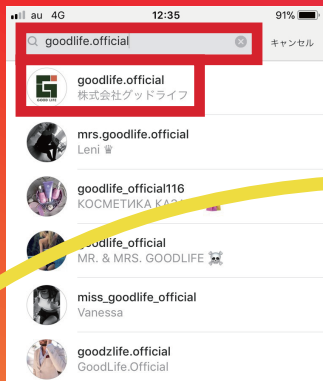 au 4G 12:35 91%
goodlife.official キャンセル
GOOD LIFE
goodlife.official
株式会社グッドライフ
mrs.goodlife.official
Leni ♕
goodlife_official116
КОСМЕТИКА
goodlife_official
MR. & MRS. GOODLIFE ☠️
miss_goodlife_official
Vanessa
goodzlife.official
GoodLife.Official